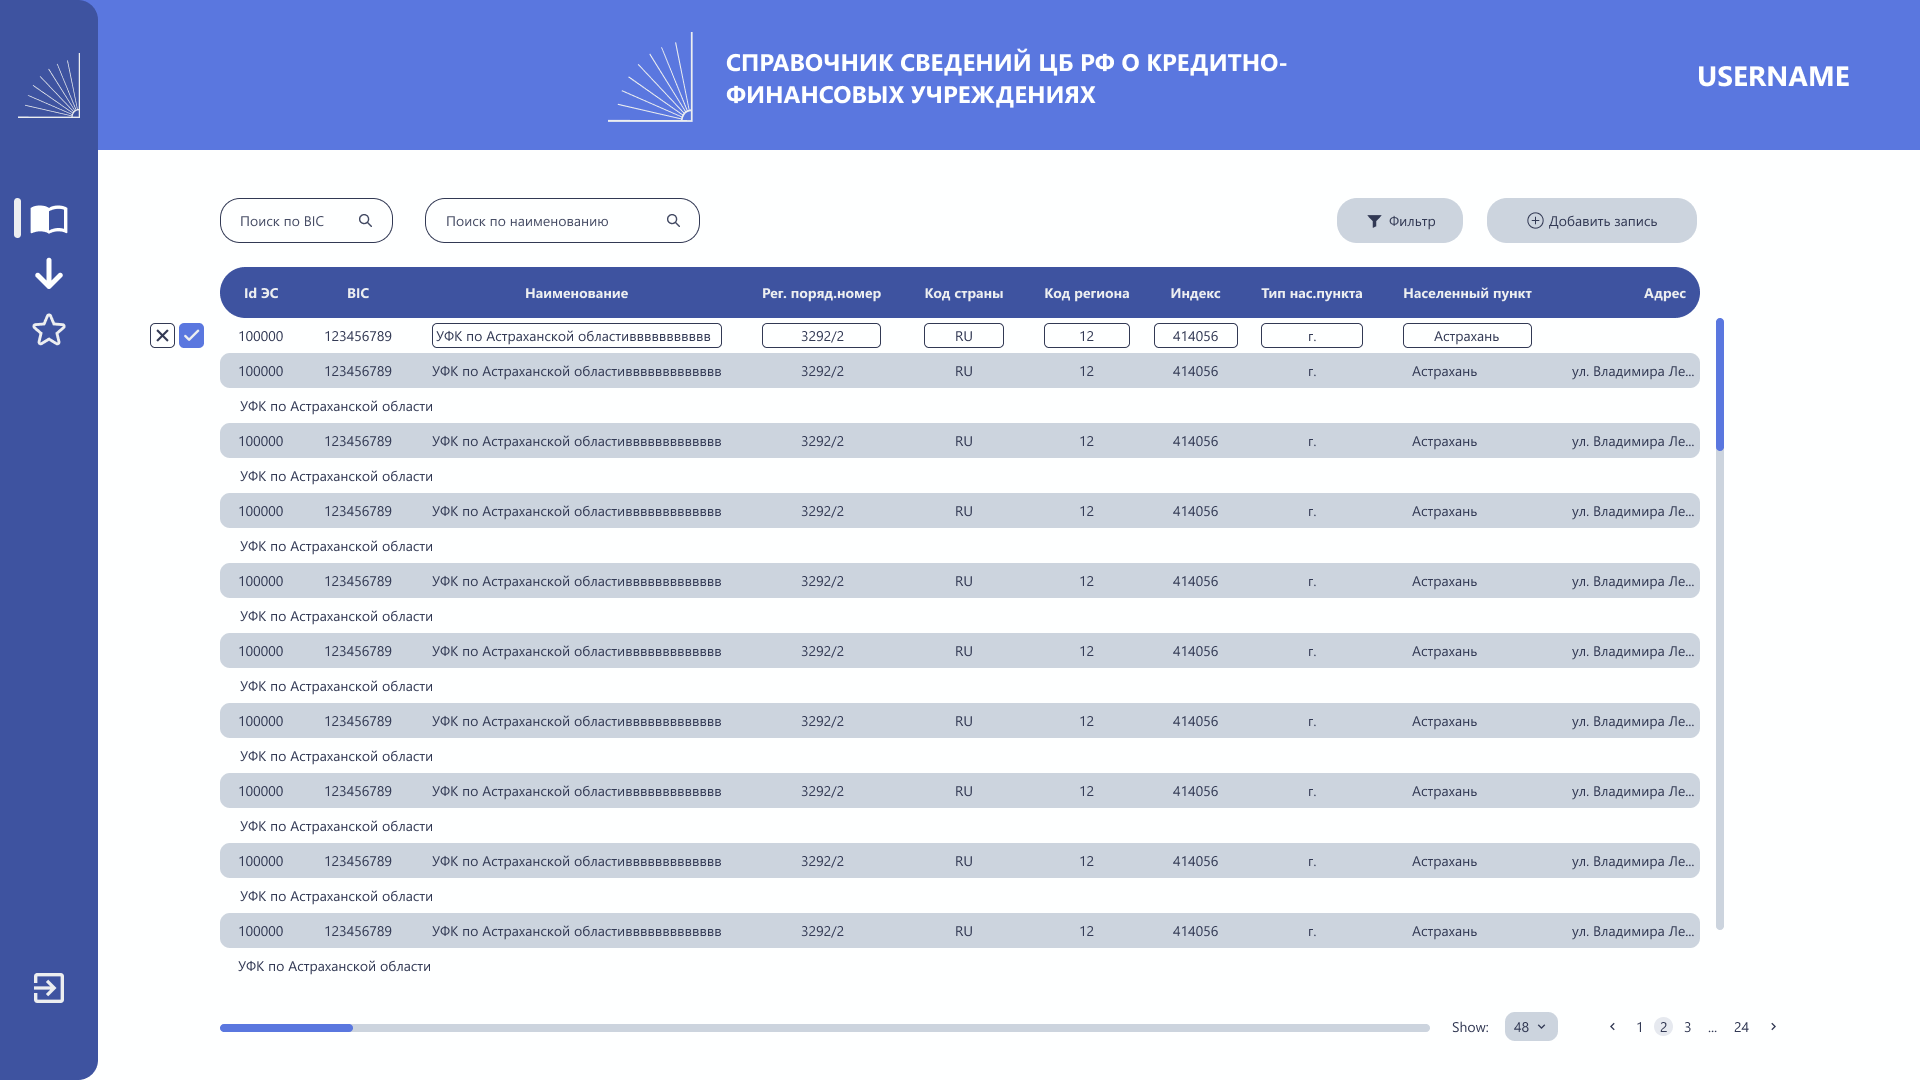 СПРАВОЧНИК СВЕДЕНИЙ ЦБ РФ О КРЕДИТНО-
ФИНАНСОВЫХ УЧРЕЖДЕНИЯХ
USERNAME
Поиск по BIC Поиск по наименованию Фильтр Добавить запись
Id ЭС BIC Наименование Рег. поряд.номер Код страны Код региона Индекс Тип нас.пункта Населенный пункт Адрес
100000 123456789 УФК по Астраханской областивввввввввввв 3292/2 RU 12 414056 г. Астрахань
100000 123456789 УФК по Астраханской областиввввввввввввв 3292/2 RU 12 414056 г. Астрахань ул. Владимира Ле...
УФК по Астраханской области
100000 123456789 УФК по Астраханской областиввввввввввввв 3292/2 RU 12 414056 г. Астрахань ул. Владимира Ле...
УФК по Астраханской области
100000 123456789 УФК по Астраханской областиввввввввввввв 3292/2 RU 12 414056 г. Астрахань ул. Владимира Ле...
УФК по Астраханской области
100000 123456789 УФК по Астраханской областиввввввввввввв 3292/2 RU 12 414056 г. Астрахань ул. Владимира Ле...
УФК по Астраханской области
100000 123456789 УФК по Астраханской областиввввввввввввв 3292/2 RU 12 414056 г. Астрахань ул. Владимира Ле...
УФК по Астраханской области
100000 123456789 УФК по Астраханской областиввввввввввввв 3292/2 RU 12 414056 г. Астрахань ул. Владимира Ле...
УФК по Астраханской области
100000 123456789 УФК по Астраханской областиввввввввввввв 3292/2 RU 12 414056 г. Астрахань ул. Владимира Ле...
УФК по Астраханской области
100000 123456789 УФК по Астраханской областиввввввввввввв 3292/2 RU 12 414056 г. Астрахань ул. Владимира Ле...
УФК по Астраханской области
100000 123456789 УФК по Астраханской областиввввввввввввв 3292/2 RU 12 414056 г. Астрахань ул. Владимира Ле...
УФК по Астраханской области
Show: 48 1 2 3 ... 24